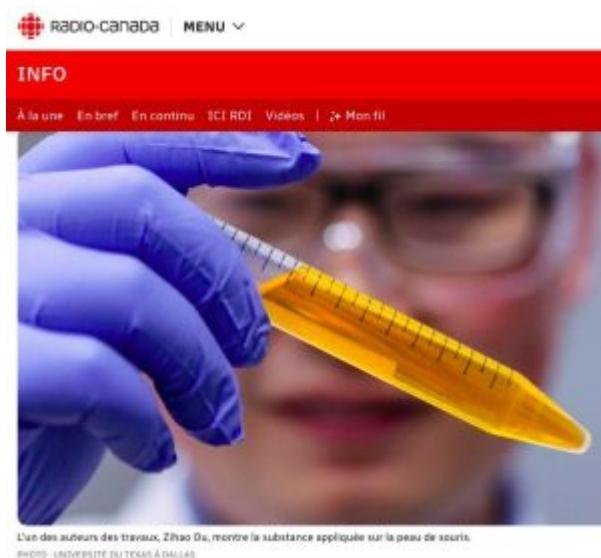 RADIO-CANADA MENU
INFO
À la une En bref En continu ICI RDI Vidéos | Mon fil
L'un des auteurs des travaux, Zihao Ou, montre la substance appliquée sur la peau de souris.
PHOTO : UNIVERSITÉ DU TEXAS À DALLAS